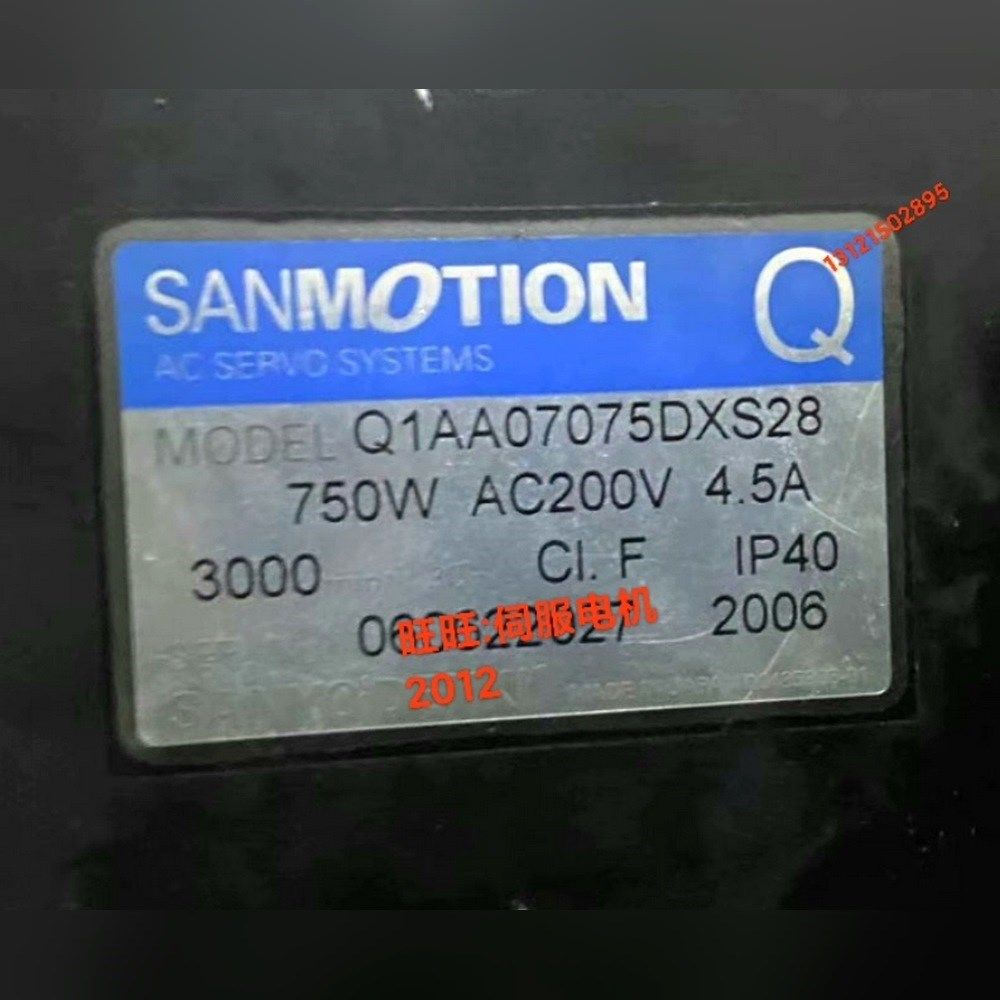 SANMOTION Q
13121502895
AC SERVO SYSTEMS
MODEL Q1AA07075DXS28
750W AC200V 4.5A
3000 Cl. F IP40
2006
旺旺:伺服电机
2012